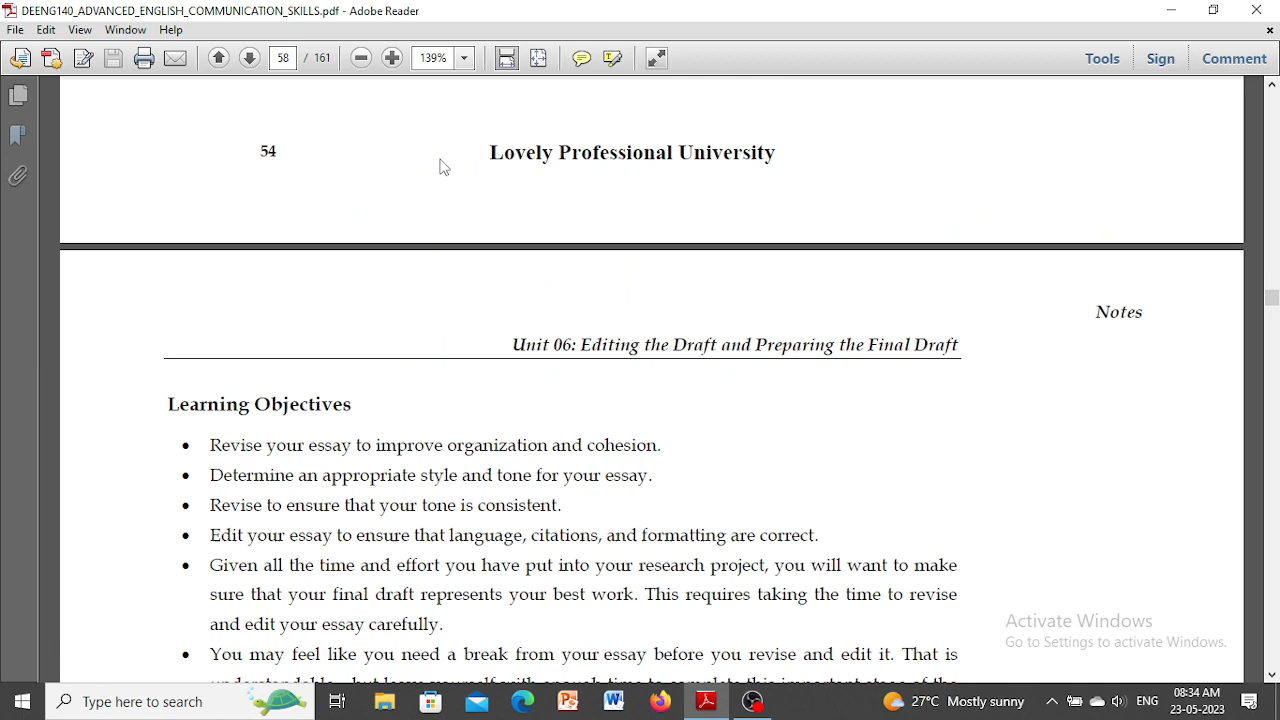 DEENG140_ADVANCED_ENGLISH_COMMUNICATION_SKILLS.pdf - Adobe Reader
File Edit View Window Help
58 / 161 139% Tools Sign Comment
54 Lovely Professional University
Notes
Unit 06: Editing the Draft and Preparing the Final Draft
Learning Objectives
• Revise your essay to improve organization and cohesion.
• Determine an appropriate style and tone for your essay.
• Revise to ensure that your tone is consistent.
• Edit your essay to ensure that language, citations, and formatting are correct.
• Given all the time and effort you have put into your research project, you will want to make
sure that your final draft represents your best work. This requires taking the time to revise
and edit your essay carefully.
• You may feel like you need a break from your essay before you revise and edit it. That is
Activate Windows
Go to Settings to activate Windows.
Type here to search
27°C Mostly sunny
ENG
08:34 AM
23-05-2023